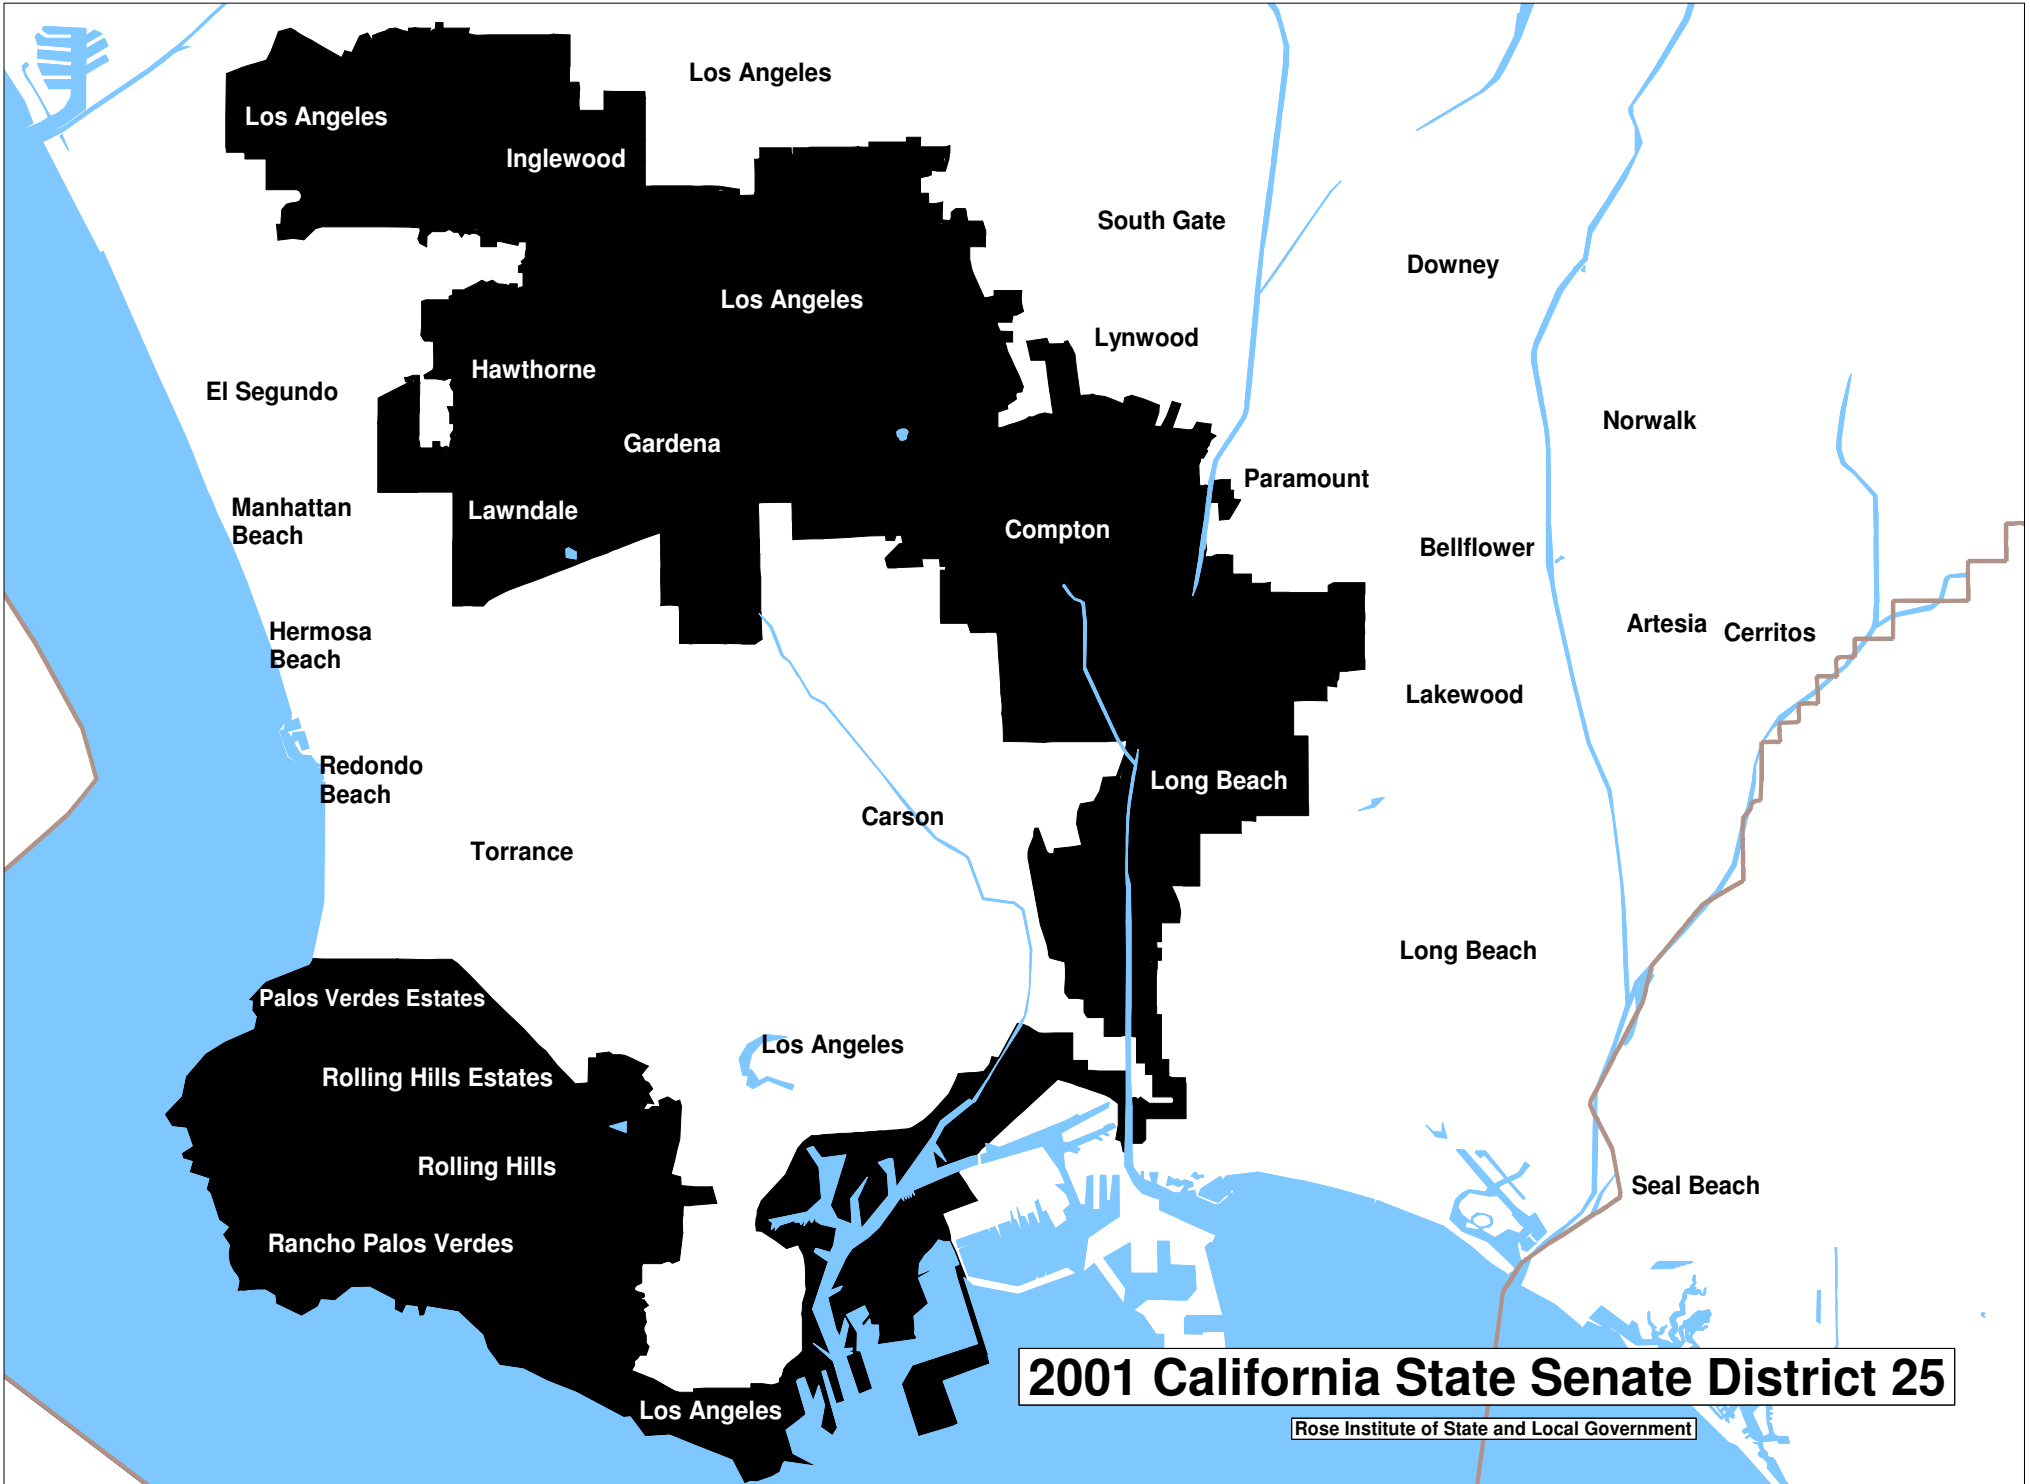 Los Angeles
Los Angeles
Inglewood
South Gate
Downey
Los Angeles
Lynwood
Hawthorne
El Segundo
Norwalk
Gardena
Paramount
Manhattan
Beach
Lawndale
Compton
Bellflower
Hermosa
Beach
Artesia
Cerritos
Lakewood
Redondo
Beach
Long Beach
Carson
Torrance
Long Beach
Palos Verdes Estates
Los Angeles
Rolling Hills Estates
Rolling Hills
Seal Beach
Rancho Palos Verdes
Los Angeles
2001 California State Senate District 25
Rose Institute of State and Local Government